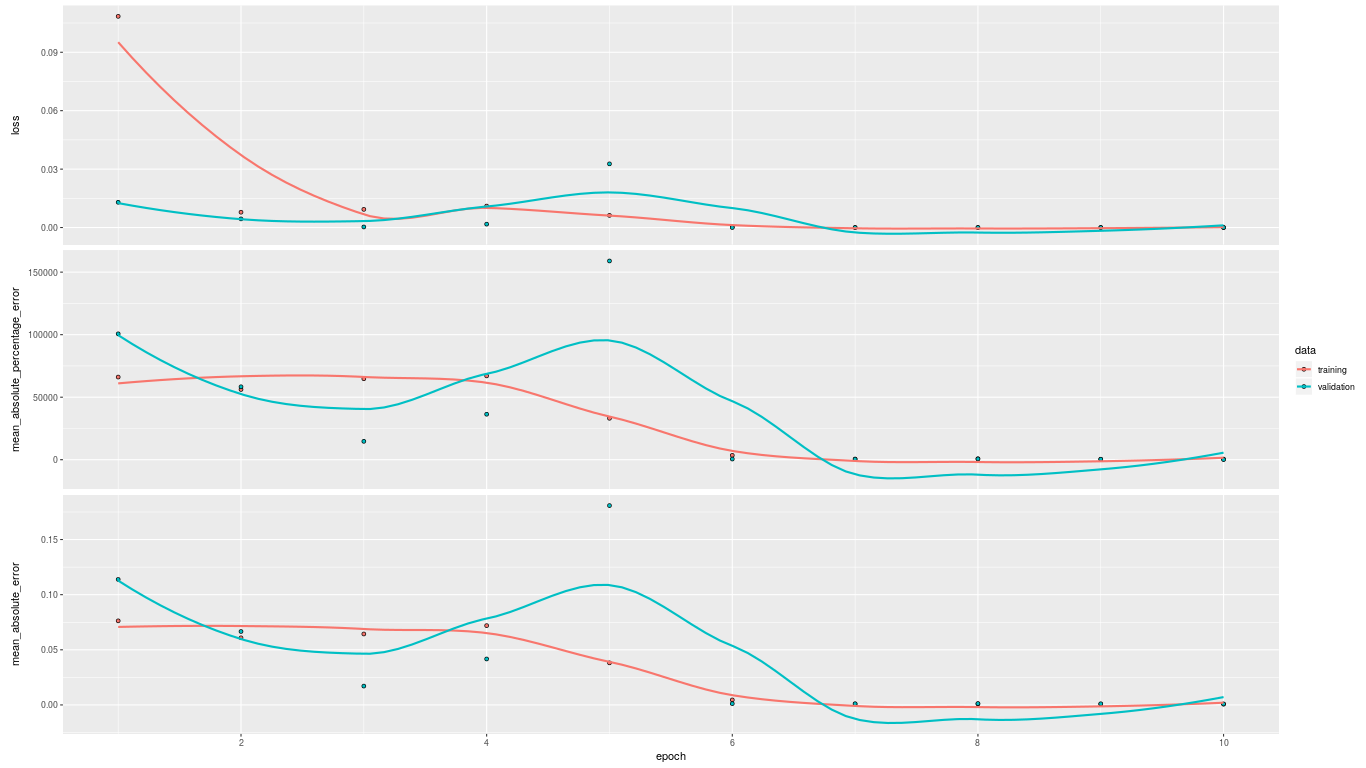 loss
0.09
0.06
0.03
0.00
mean_absolute_percentage_error
150000
100000
50000
0
mean_absolute_error
0.15
0.10
0.05
0.00
2 4 6 8 10
epoch
data
training
validation